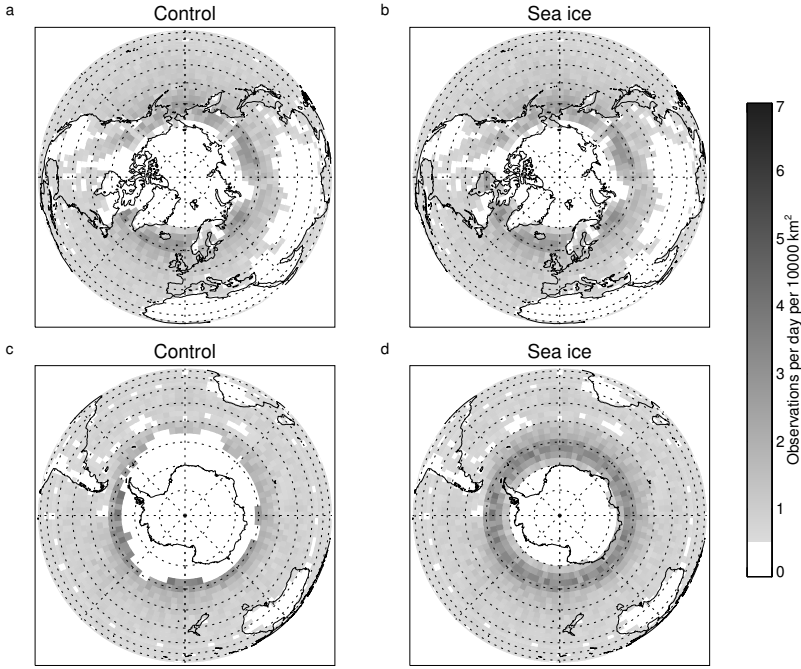 a
Control
b
Sea ice
c
Control
d
Sea ice
7
6
5
4
3
2
1
0
Observations per day per 10000 km²